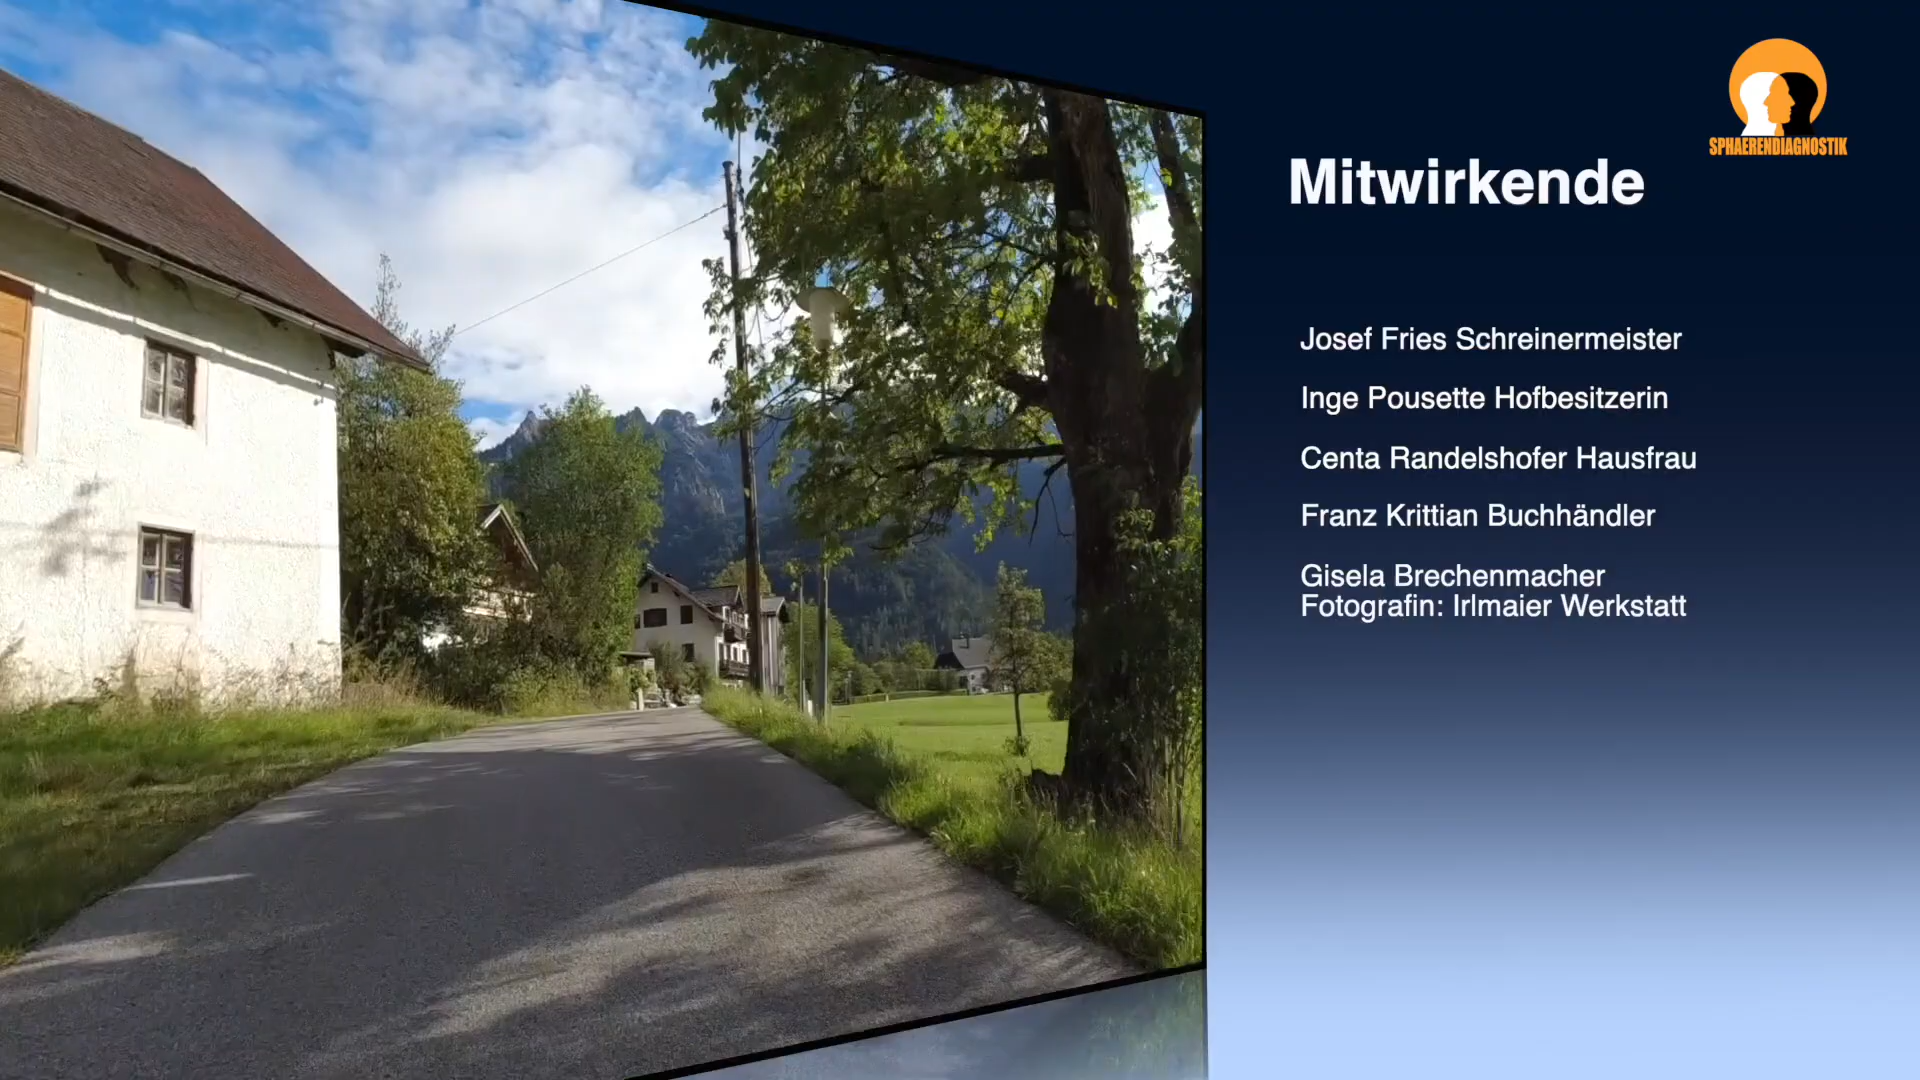 SPHAERENDIAGNOSTIK
Mitwirkende
Josef Fries Schreinermeister
Inge Pousette Hofbesitzerin
Centa Randelshofer Hausfrau
Franz Krittian Buchhändler
Gisela Brechenmacher
Fotografin: Irlmaier Werkstatt